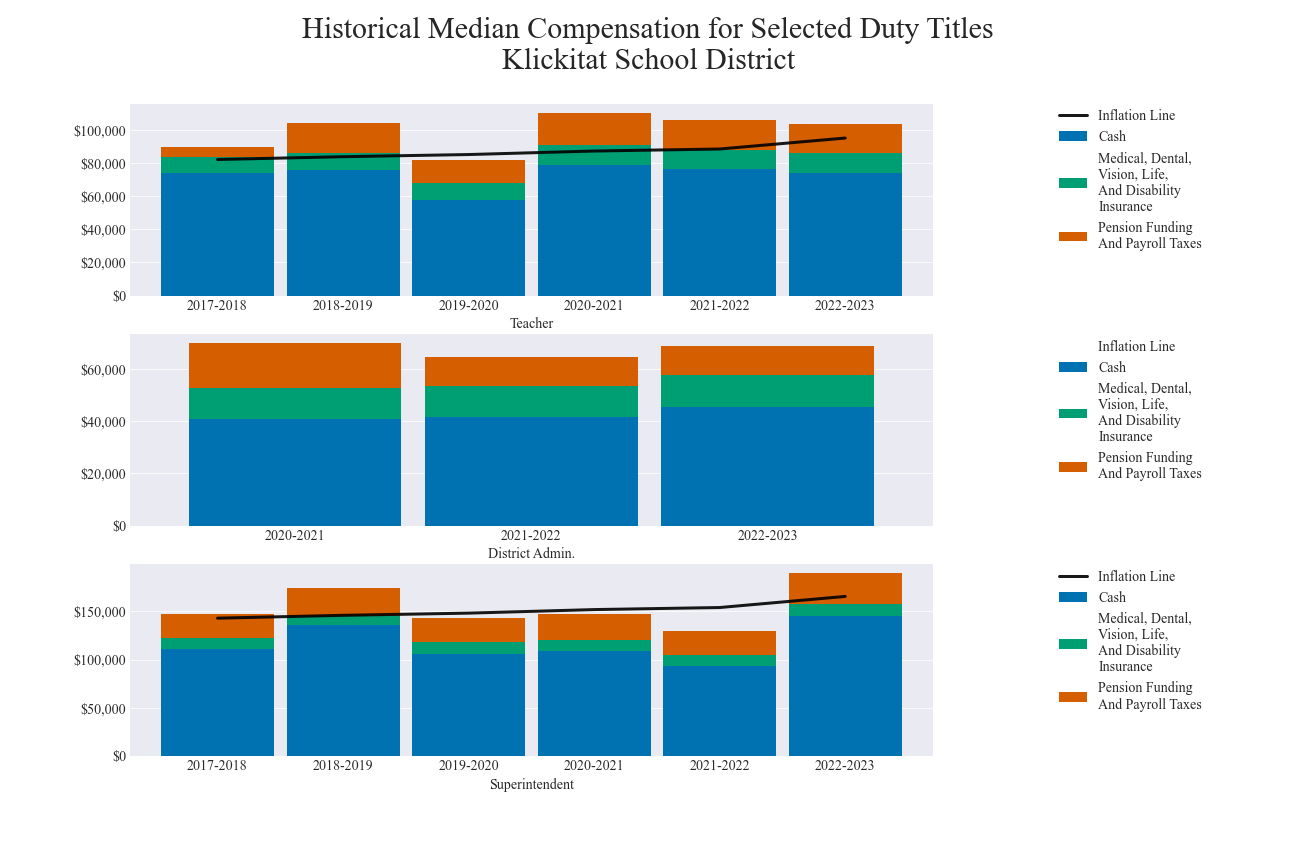 Historical Median Compensation for Selected Duty Titles
Klickitat School District
$100,000
$80,000
$60,000
$40,000
$20,000
$0
2017-2018
2018-2019
2019-2020
2020-2021
2021-2022
2022-2023
Teacher
Inflation Line
Cash
Medical, Dental,
Vision, Life,
And Disability
Insurance
Pension Funding
And Payroll Taxes
$60,000
$40,000
$20,000
$0
2020-2021
2021-2022
2022-2023
District Admin.
Inflation Line
Cash
Medical, Dental,
Vision, Life,
And Disability
Insurance
Pension Funding
And Payroll Taxes
$150,000
$100,000
$50,000
$0
2017-2018
2018-2019
2019-2020
2020-2021
2021-2022
2022-2023
Superintendent
Inflation Line
Cash
Medical, Dental,
Vision, Life,
And Disability
Insurance
Pension Funding
And Payroll Taxes